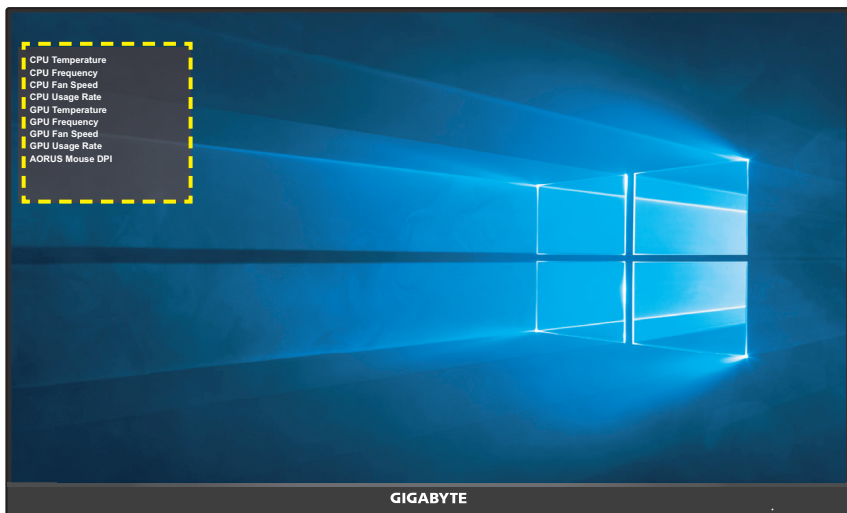 CPU Temperature
CPU Frequency
CPU Fan Speed
CPU Usage Rate
GPU Temperature
GPU Frequency
GPU Fan Speed
GPU Usage Rate
AORUS Mouse DPI
GIGABYTE